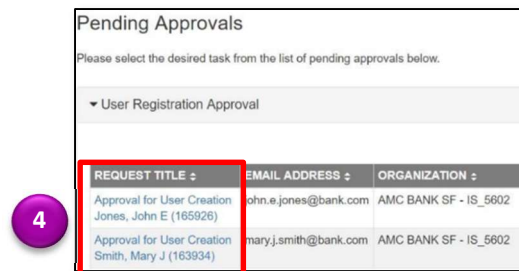 Pending Approvals
Please select the desired task from the list of pending approvals below.
▾ User Registration Approval
REQUEST TITLE EMAIL ADDRESS ORGANIZATION
Approval for User Creation john.e.jones@bank.com AMC BANK SF - IS_5602
Jones, John E (165926)
4
Approval for User Creation mary.j.smith@bank.com AMC BANK SF - IS_5602
Smith, Mary J (163934)